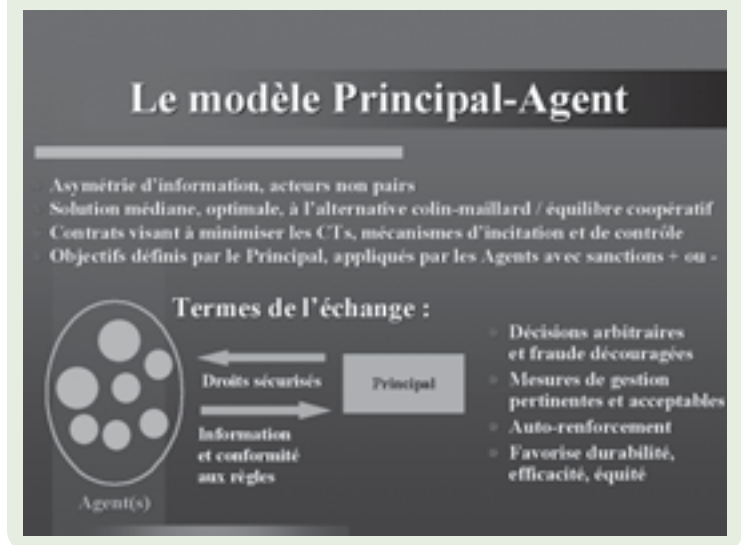 Le modèle Principal-Agent
Asymétrie d'information, acteurs non pairs
Solution médiane, optimale, à l'alternative colin-maillard / équilibre coopératif
Contrats visant à minimiser les CTs, mécanismes d'incitation et de contrôle
Objectifs définis par le Principal, appliqués par les Agents avec sanctions + ou -
Termes de l'échange :
Droits sécurisés
Principal
Information
et conformité
aux règles
Agent(s)
Décisions arbitraires
et fraude découragées
Mesures de gestion
pertinentes et acceptables
Auto-renforcement
Favorise durabilité,
efficacité, équité